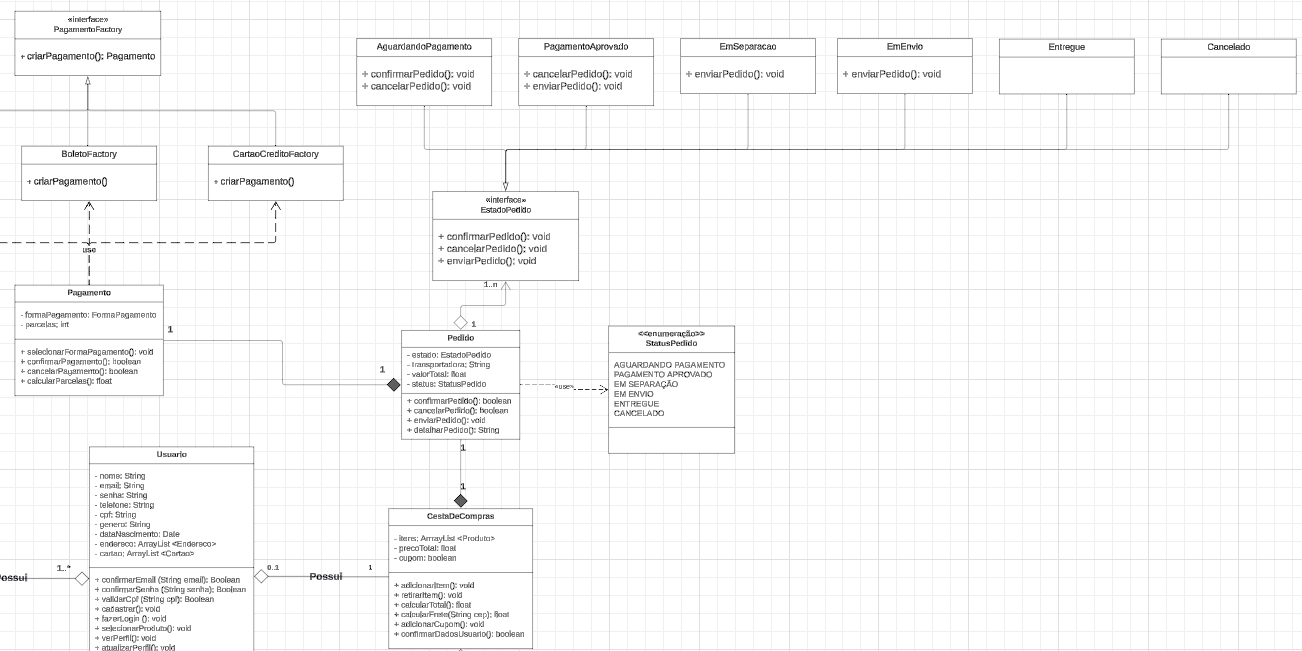 «interface»
PagamentoFactory
+ criarPagamento(): Pagamento
AguardandoPagamento
+ confirmarPedido(): void
+ cancelarPedido(): void
PagamentoAprovado
+ cancelarPedido(): void
+ enviarPedido(): void
EmSeparacao
+ enviarPedido(): void
EmEnvio
+ enviarPedido(): void
Entregue
Cancelado
BoletoFactory
+ criarPagamento()
CartaoCreditoFactory
+ criarPagamento()
«interface»
EstadoPedido
+ confirmarPedido(): void
+ cancelarPedido(): void
+ enviarPedido(): void
use
1..n
1
Pagamento
- formaPagamento: FormaPagamento
- parcelas: int
+ selecionarFormaPagamento(): void
+ confirmarPagamento(): boolean
+ cancelarPagamento(): boolean
+ calcularParcelas(): float
1
1
Pedido
- estado: EstadoPedido
- transportadora: String
- valorTotal: float
- status: StatusPedido
+ confirmarPedido(): boolean
+ cancelarPedido(): boolean
+ enviarPedido(): void
+ detalharPedido(): String
«use»
<<enumeração>>
StatusPedido
AGUARDANDO PAGAMENTO
PAGAMENTO APROVADO
EM SEPARAÇÃO
EM ENVIO
ENTREGUE
CANCELADO
1
1
Usuario
- nome: String
- email: String
- senha: String
- telefone: String
- cpf: String
- genero: String
- dataNascimento: Date
- endereco: ArrayList <Endereco>
- cartao: ArrayList <Cartao>
+ confirmarEmail (String email): Boolean
+ confirmarSenha (String senha): Boolean
+ validarCpf (String cpf): Boolean
+ cadastrar(): void
+ fazerLogin (): void
+ selecionarProduto(): void
+ verPerfil(): void
+ atualizarPerfil(): void
ossui
1..*
0..1
Possui
1
CestaDeCompras
- itens: ArrayList <Produto>
- precoTotal: float
- cupom: boolean
+ adicionarItem(): void
+ retirarItem(): void
+ calcularTotal(): float
+ calcularFrete(String cep): float
+ adicionarCupom(): void
+ confirmarDadosUsuario(): boolean